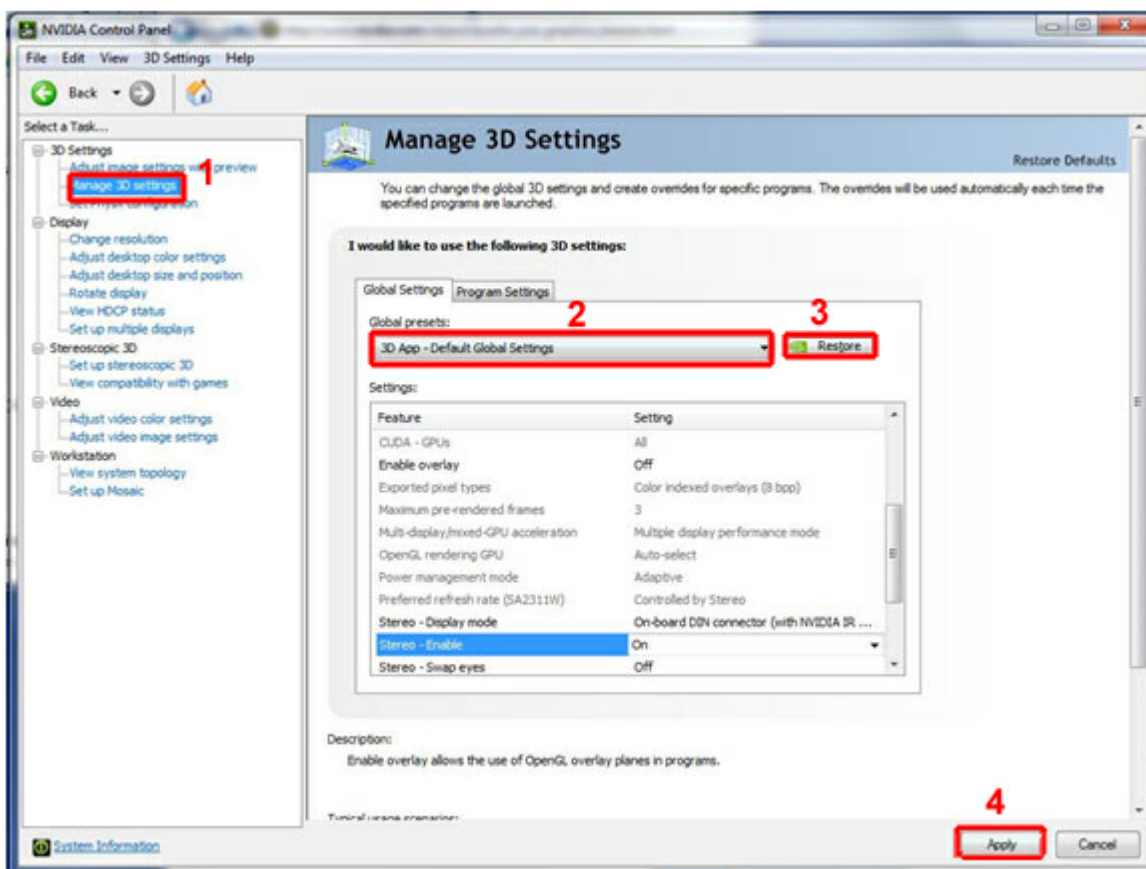 NVIDIA Control Panel
File Edit View 3D Settings Help
Back
Select a Task...
3D Settings
Adjust image settings with preview
Manage 3D settings
1
Set PhysX configuration
Display
Change resolution
Adjust desktop color settings
Adjust desktop size and position
Rotate display
View HDCP status
Set up multiple displays
Stereoscopic 3D
Set up stereoscopic 3D
View compatibility with games
Video
Adjust video color settings
Adjust video image settings
Workstation
View system topology
Set up Mosaic
Manage 3D Settings
Restore Defaults
You can change the global 3D settings and create overrides for specific programs. The overrides will be used automatically each time the
specified programs are launched.
I would like to use the following 3D settings:
Global Settings Program Settings
Global presets:
2
3
3D App - Default Global Settings
Restore
Settings:
Feature Setting
CUDA - GPUs All
Enable overlay Off
Exported pixel types Color indexed overlays (8 bpp)
Maximum pre-rendered frames 3
Multi-display/mixed-GPU acceleration Multiple display performance mode
OpenGL rendering GPU Auto-select
Power management mode Adaptive
Preferred refresh rate (SA2311W) Controlled by Stereo
Stereo - Display mode On-board DIN connector (with NVIDIA IR ...
Stereo - Enable On
Stereo - Swap eyes Off
Description:
Enable overlay allows the use of OpenGL overlay planes in programs.
Typical usage scenarios:
4
System Information
Apply Cancel